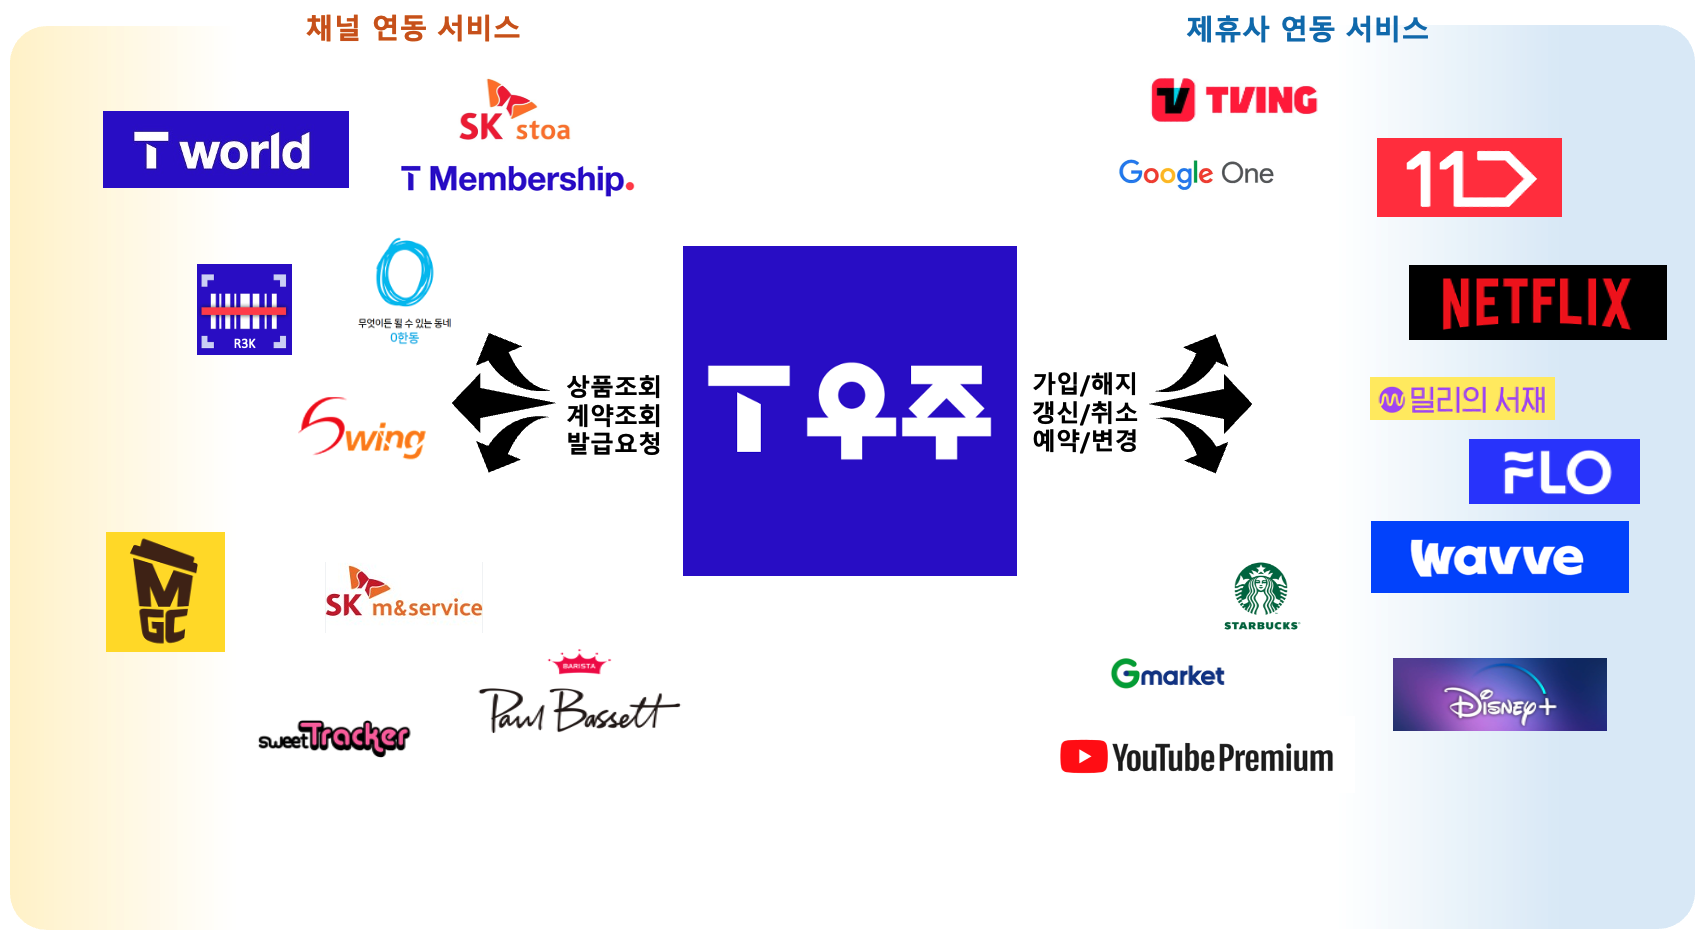 채널 연동 서비스
제휴사 연동 서비스
T world
SK stoa
T Membership.
R3K
0
무엇이든 될 수 있는 동네
0한동
5wing
상품조회
계약조회
발급요청
T우주
가입/해지
갱신/취소
예약/변경
TVING
Google One
11
NETFLIX
밀리의 서재
FLO
wavve
MGC
SK m&service
BARISTA
Paul Bassett
sweetTracker
STARBUCKS
Gmarket
Disney+
YouTube Premium